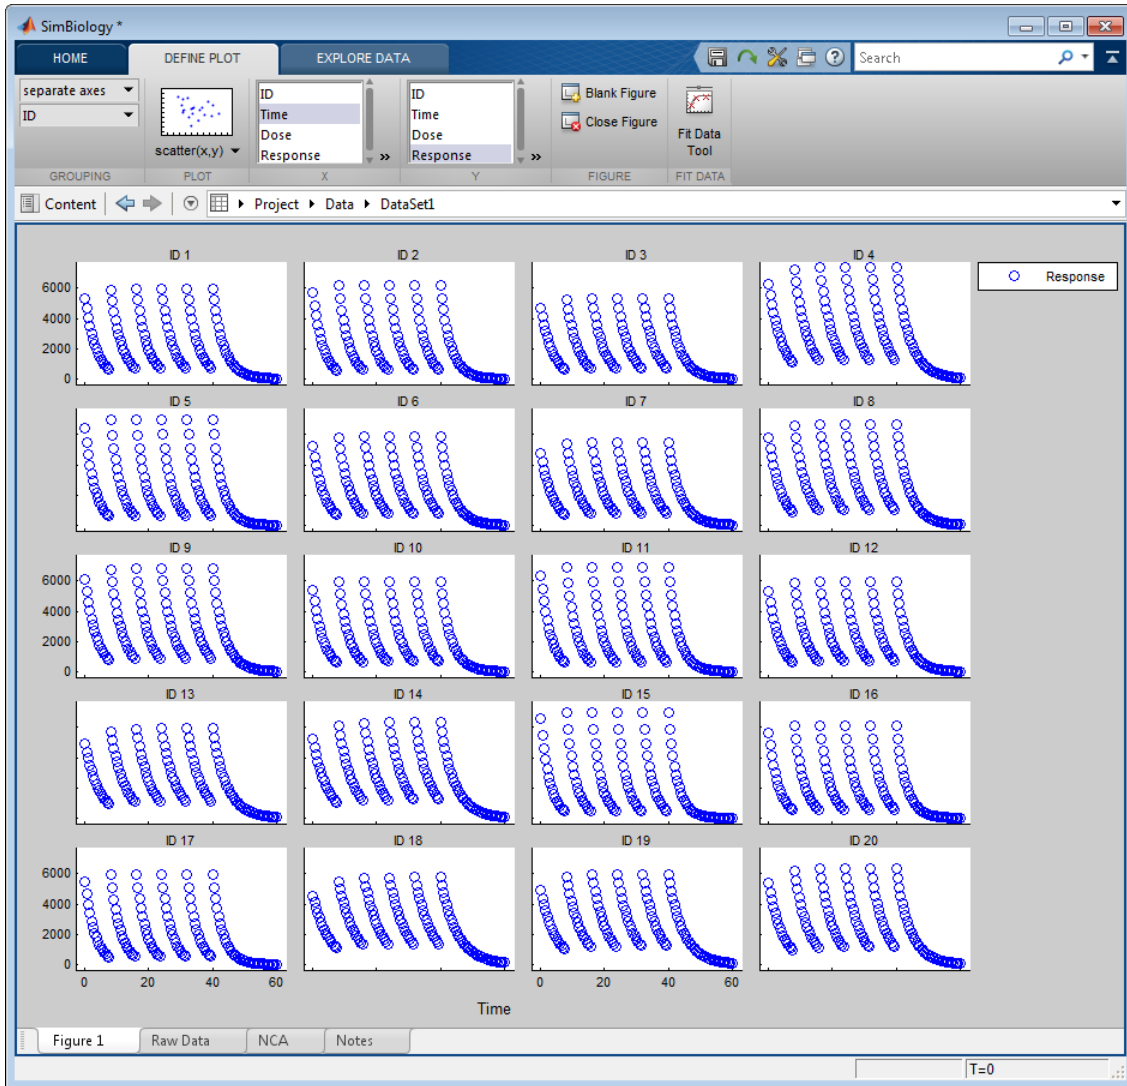 SimBiology *
HOME DEFINE PLOT EXPLORE DATA Search
separate axes
ID
scatter(x,y)
ID
Time
Dose
Response
ID
Time
Dose
Response
Blank Figure
Close Figure
Fit Data
Tool
GROUPING PLOT X Y FIGURE FIT DATA
Content Project Data DataSet1
ID 1 ID 2 ID 3 ID 4
Response
6000
4000
2000
0
ID 5 ID 6 ID 7 ID 8
ID 9 ID 10 ID 11 ID 12
6000
4000
2000
0
ID 13 ID 14 ID 15 ID 16
ID 17 ID 18 ID 19 ID 20
6000
4000
2000
0
0 20 40 60 0 20 40 60
Time
Figure 1 Raw Data NCA Notes
T=0